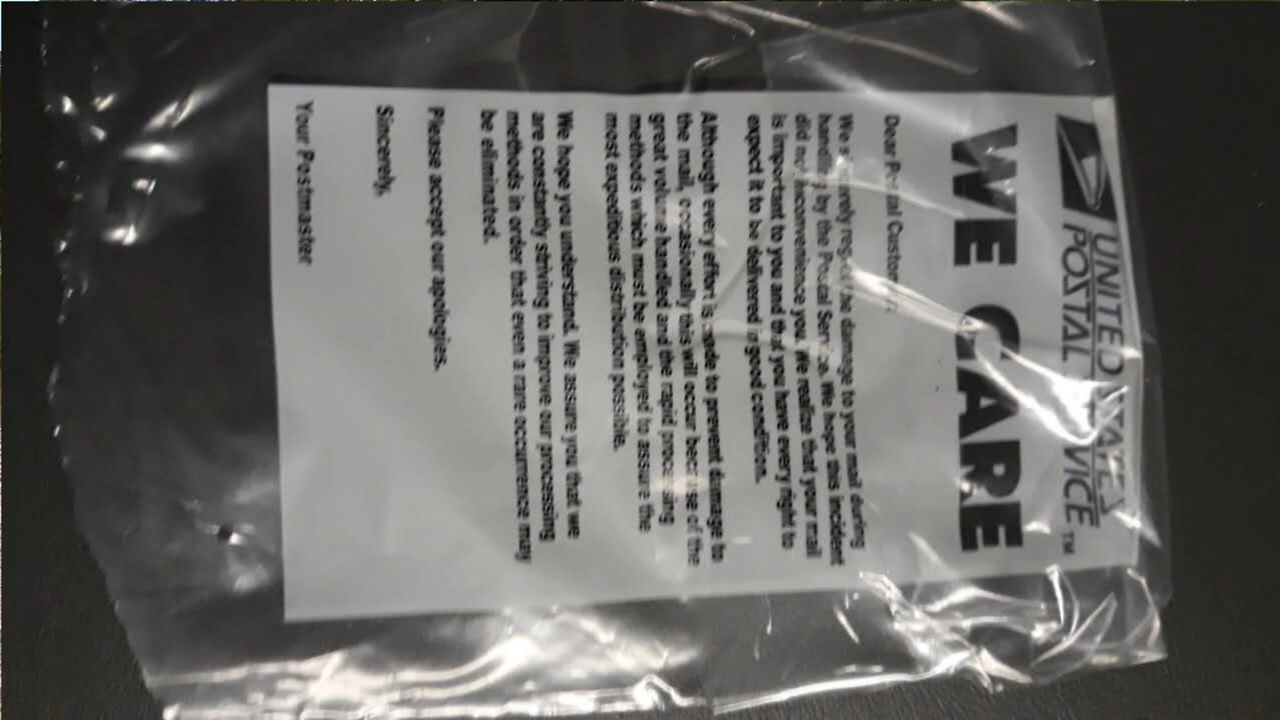 UNITED STATES
POSTAL SERVICE™
WE CARE
Dear Postal Customer:
We sincerely regret the damage to your mail during
handling by the Postal Service. We hope this incident
did not inconvenience you. We realize that your mail
is important to you and that you have every right to
expect it to be delivered in good condition.
Although every effort is made to prevent damage to
the mail, occasionally this will occur because of the
great volume handled and the rapid processing
methods which must be employed to assure the
most expeditious distribution possible.
We hope you understand. We assure you that we
are constantly striving to improve our processing
methods in order that even a rare occurrence may
be eliminated.
Please accept our apologies.
Sincerely,
Your Postmaster